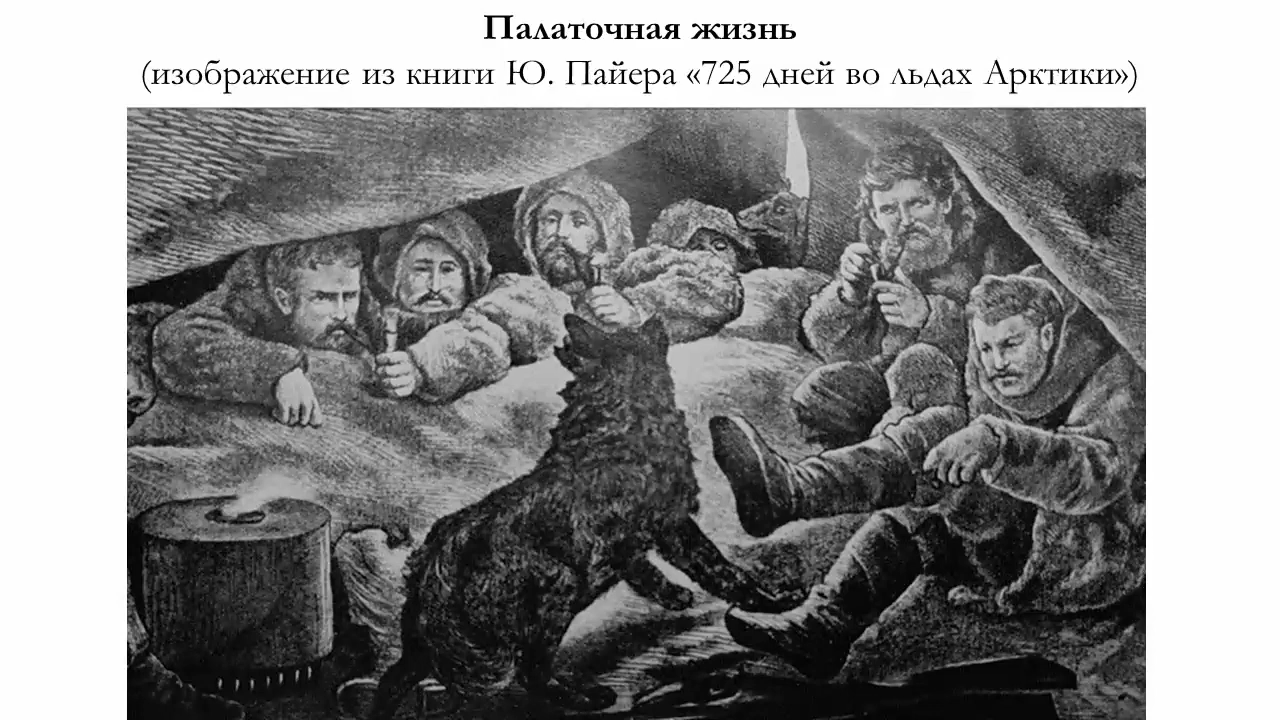 Палаточная жизнь
(изображение из книги Ю. Пайера «725 дней во льдах Арктики»)